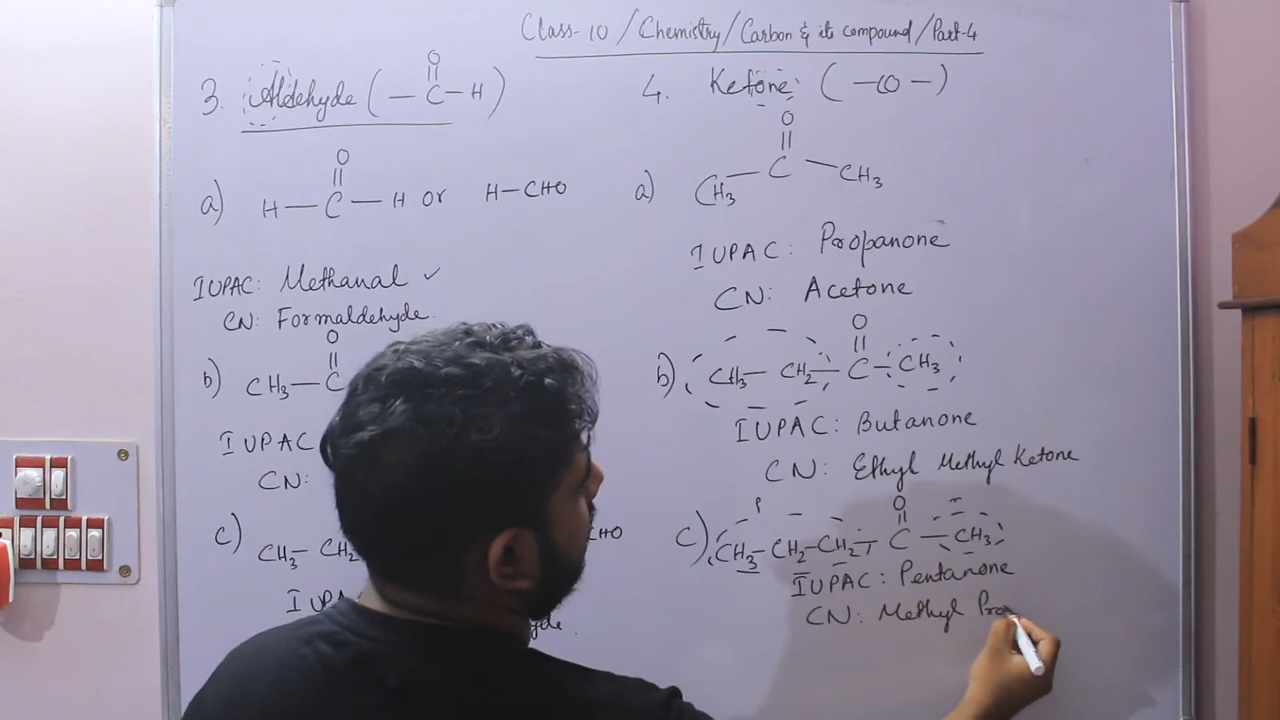 Class-10 / Chemistry / Carbon & its compound / Part-4
3. Aldehyde ( — C — H )
O
a) H — C — H or H — CHO
O
IUPAC: Methanal ✓
CN: Formaldehyde.
O
b) CH3 — C
IUPAC
CN:
c) CH3 — CH2
CHO
4. Ketone ( — CO — )
O
a) CH3 — C — CH3
IUPAC: Propanone
CN: Acetone
O
b) CH3 — CH2 — C — CH3
IUPAC: Butanone
CN: Ethyl Methyl Ketone
O
c) CH3 — CH2 — CH2 — C — CH3
IUPAC: Pentanone
CN: Methyl Pro